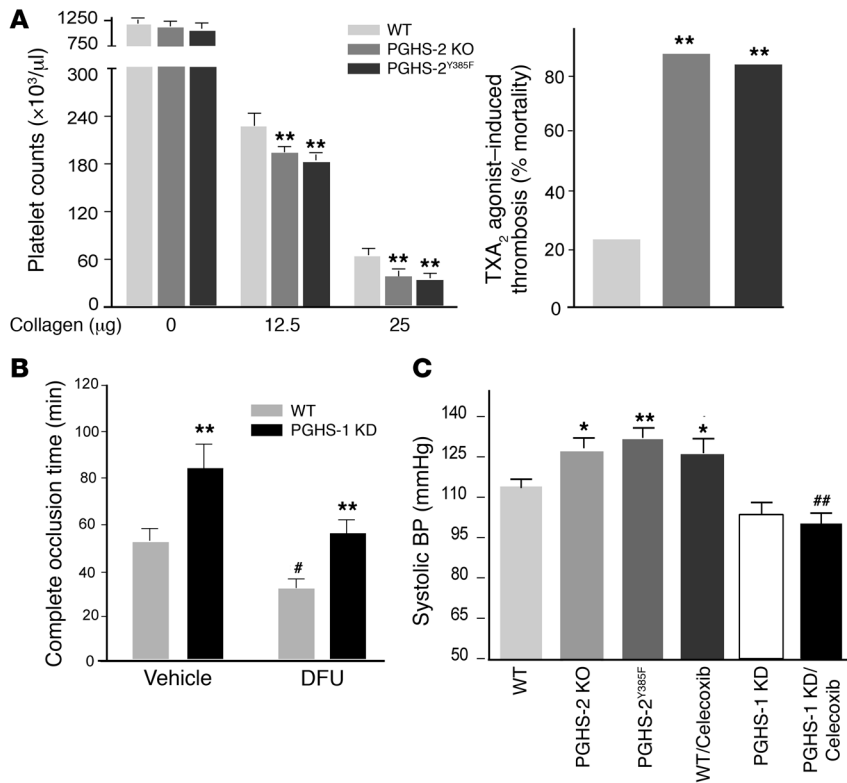 A
WT
PGHS-2 KO
PGHS-2Y385F
Platelet counts (×10³/µl)
1250
750
300
240
180
120
60
0
** **
** **
Collagen (µg) 0 12.5 25
TXA2 agonist–induced
thrombosis (% mortality)
80
60
40
20
0
** **
B
WT
PGHS-1 KD
Complete occlusion time (min)
120
100
80
60
40
20
0
**
# **
Vehicle DFU
C
Systolic BP (mmHg)
140
125
110
95
80
65
50
* ** * ##
WT
PGHS-2 KO
PGHS-2Y385F
WT/Celecoxib
PGHS-1 KD
PGHS-1 KD/
Celecoxib